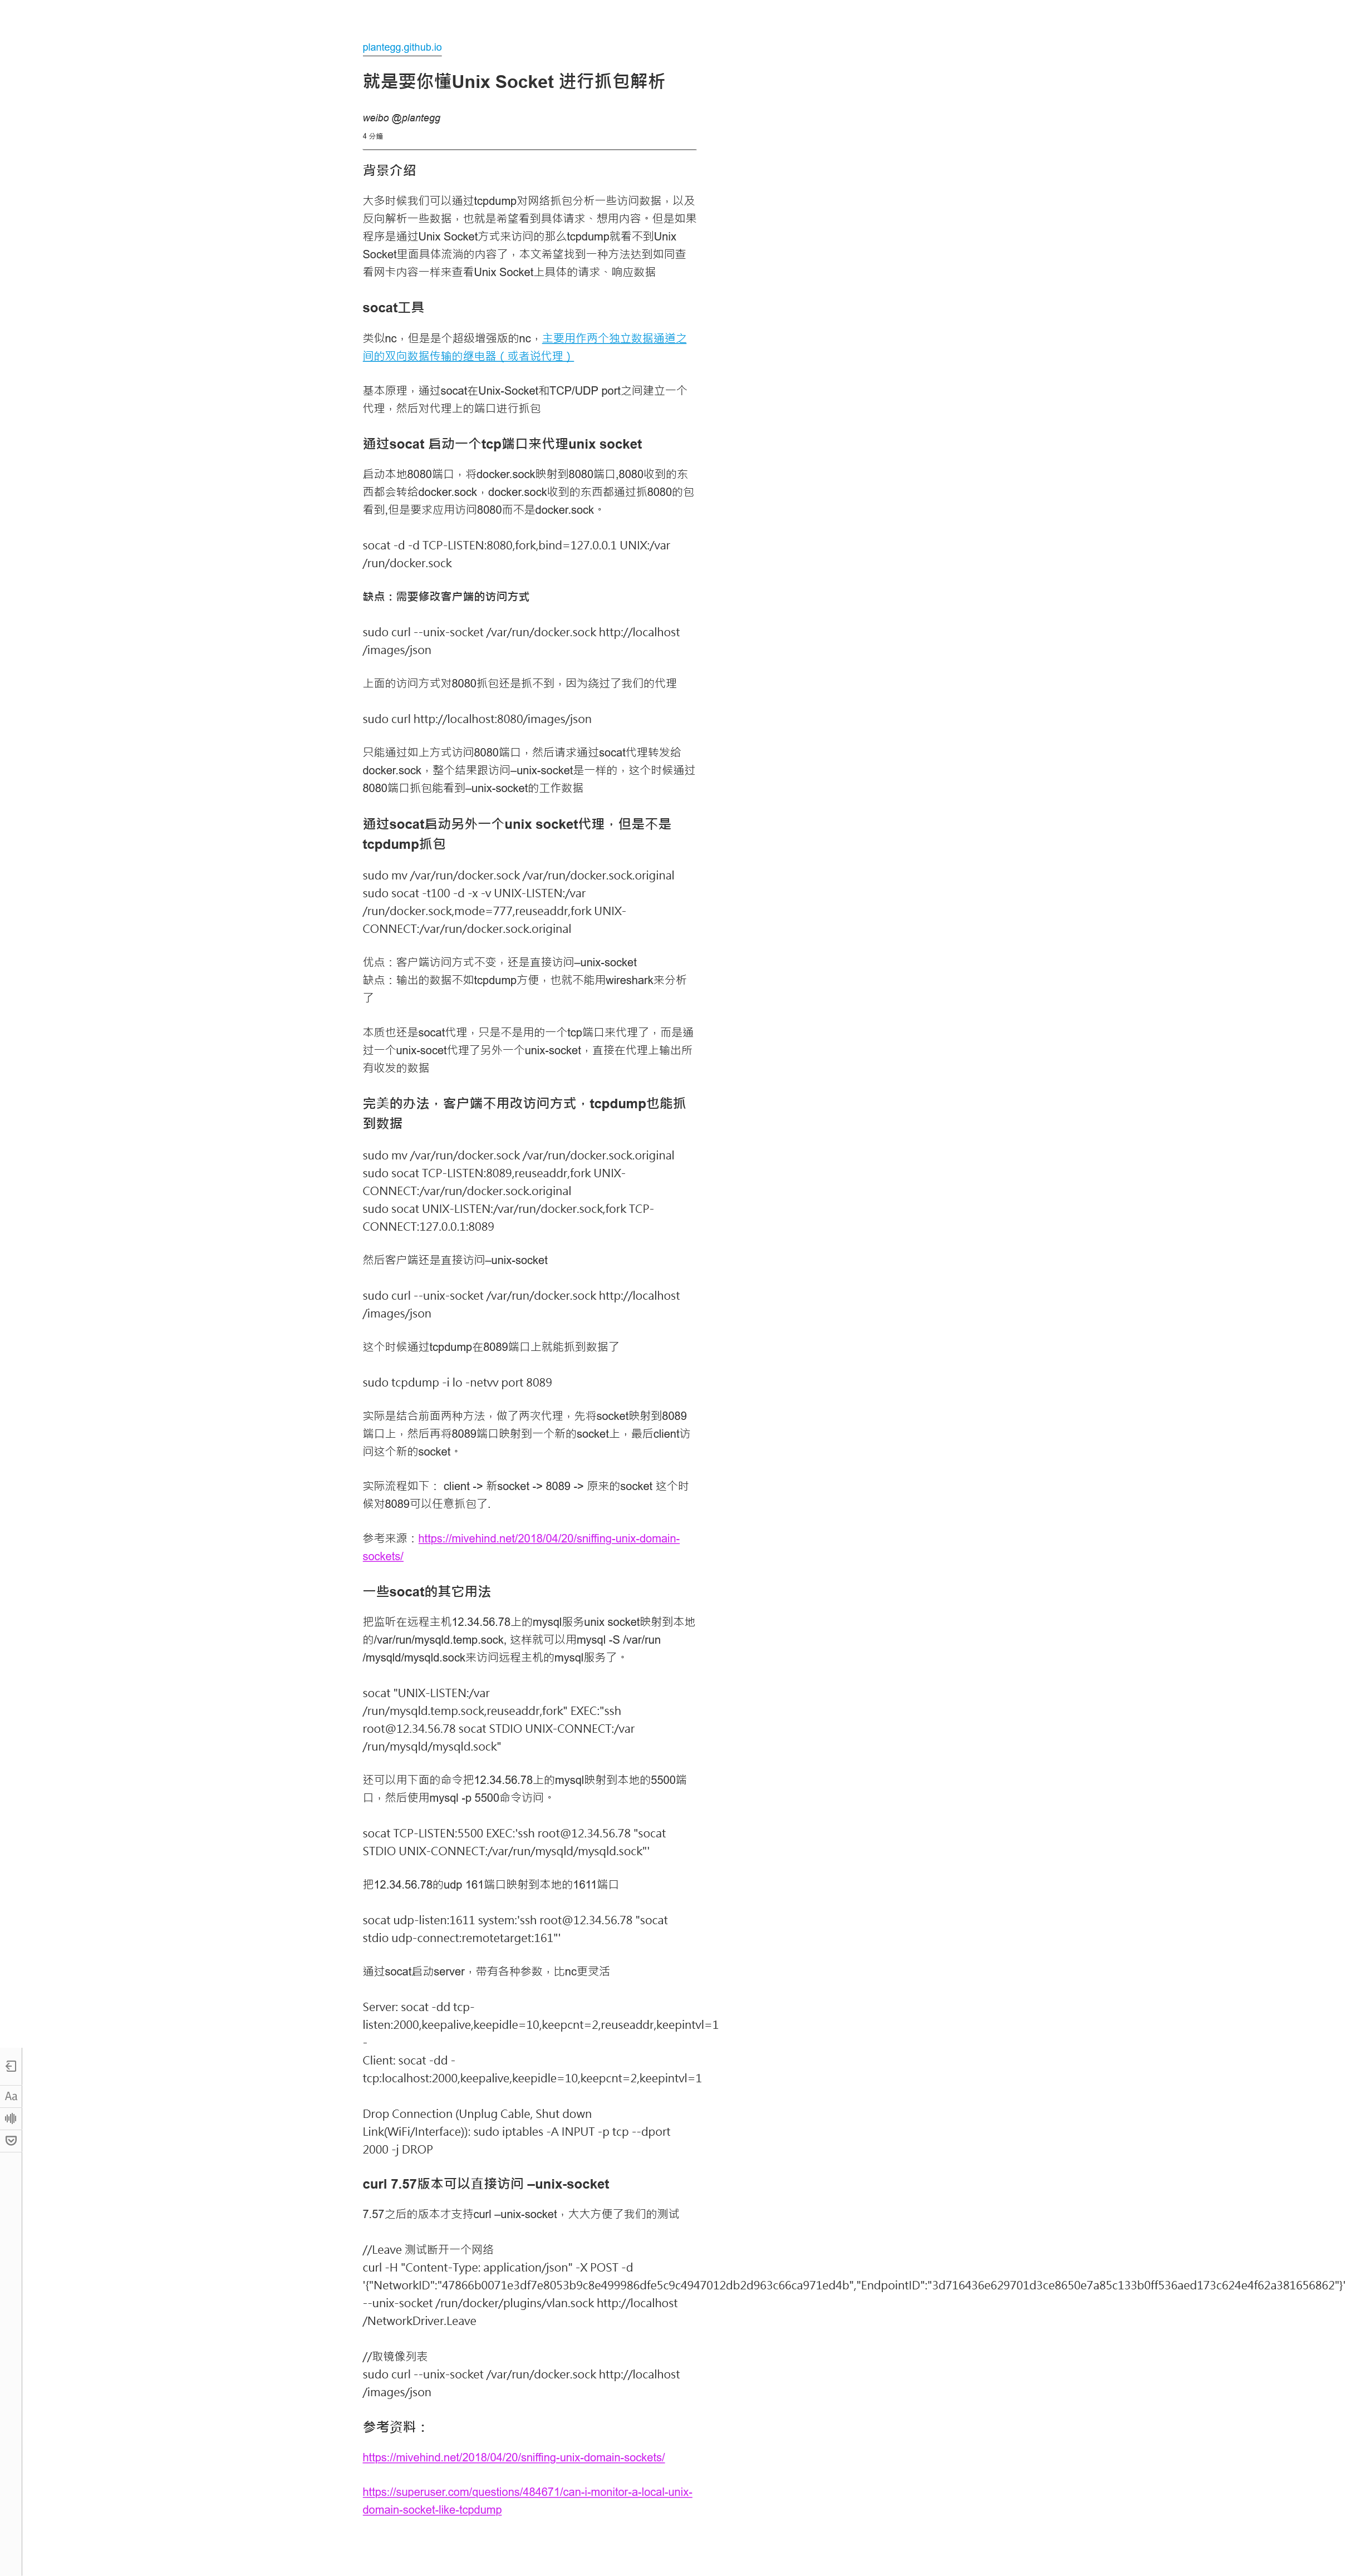 plantegg.github.io
就是要你懂Unix Socket 进行抓包解析
weibo @plantegg
4 分鐘
背景介绍
大多时候我们可以通过tcpdump对网络抓包分析一些访问数据，以及
反向解析一些数据，也就是希望看到具体请求、想用内容。但是如果
程序是通过Unix Socket方式来访问的那么tcpdump就看不到Unix
Socket里面具体流淌的内容了，本文希望找到一种方法达到如同查
看网卡内容一样来查看Unix Socket上具体的请求、响应数据
socat工具
类似nc，但是是个超级增强版的nc，主要用作两个独立数据通道之
间的双向数据传输的继电器（或者说代理）
基本原理，通过socat在Unix-Socket和TCP/UDP port之间建立一个
代理，然后对代理上的端口进行抓包
通过socat 启动一个tcp端口来代理unix socket
启动本地8080端口，将docker.sock映射到8080端口,8080收到的东
西都会转给docker.sock，docker.sock收到的东西都通过抓8080的包
看到,但是要求应用访问8080而不是docker.sock。
socat -d -d TCP-LISTEN:8080,fork,bind=127.0.0.1 UNIX:/var
/run/docker.sock
缺点：需要修改客户端的访问方式
sudo curl --unix-socket /var/run/docker.sock http://localhost
/images/json
上面的访问方式对8080抓包还是抓不到，因为绕过了我们的代理
sudo curl http://localhost:8080/images/json
只能通过如上方式访问8080端口，然后请求通过socat代理转发给
docker.sock，整个结果跟访问–unix-socket是一样的，这个时候通过
8080端口抓包能看到–unix-socket的工作数据
通过socat启动另外一个unix socket代理，但是不是
tcpdump抓包
sudo mv /var/run/docker.sock /var/run/docker.sock.original
sudo socat -t100 -d -x -v UNIX-LISTEN:/var
/run/docker.sock,mode=777,reuseaddr,fork UNIX-
CONNECT:/var/run/docker.sock.original
优点：客户端访问方式不变，还是直接访问–unix-socket
缺点：输出的数据不如tcpdump方便，也就不能用wireshark来分析
了
本质也还是socat代理，只是不是用的一个tcp端口来代理了，而是通
过一个unix-socet代理了另外一个unix-socket，直接在代理上输出所
有收发的数据
完美的办法，客户端不用改访问方式，tcpdump也能抓
到数据
sudo mv /var/run/docker.sock /var/run/docker.sock.original
sudo socat TCP-LISTEN:8089,reuseaddr,fork UNIX-
CONNECT:/var/run/docker.sock.original
sudo socat UNIX-LISTEN:/var/run/docker.sock,fork TCP-
CONNECT:127.0.0.1:8089
然后客户端还是直接访问–unix-socket
sudo curl --unix-socket /var/run/docker.sock http://localhost
/images/json
这个时候通过tcpdump在8089端口上就能抓到数据了
sudo tcpdump -i lo -netvv port 8089
实际是结合前面两种方法，做了两次代理，先将socket映射到8089
端口上，然后再将8089端口映射到一个新的socket上，最后client访
问这个新的socket。
实际流程如下： client -> 新socket -> 8089 -> 原来的socket 这个时
候对8089可以任意抓包了.
参考来源：https://mivehind.net/2018/04/20/sniffing-unix-domain-
sockets/
一些socat的其它用法
把监听在远程主机12.34.56.78上的mysql服务unix socket映射到本地
的/var/run/mysqld.temp.sock, 这样就可以用mysql -S /var/run
/mysqld/mysqld.sock来访问远程主机的mysql服务了。
socat "UNIX-LISTEN:/var
/run/mysqld.temp.sock,reuseaddr,fork" EXEC:"ssh
root@12.34.56.78 socat STDIO UNIX-CONNECT:/var
/run/mysqld/mysqld.sock"
还可以用下面的命令把12.34.56.78上的mysql映射到本地的5500端
口，然后使用mysql -p 5500命令访问。
socat TCP-LISTEN:5500 EXEC:'ssh root@12.34.56.78 "socat
STDIO UNIX-CONNECT:/var/run/mysqld/mysqld.sock"'
把12.34.56.78的udp 161端口映射到本地的1611端口
socat udp-listen:1611 system:'ssh root@12.34.56.78 "socat
stdio udp-connect:remotetarget:161"'
通过socat启动server，带有各种参数，比nc更灵活
Server: socat -dd tcp-
listen:2000,keepalive,keepidle=10,keepcnt=2,reuseaddr,keepintvl=1
-
Client: socat -dd -
tcp:localhost:2000,keepalive,keepidle=10,keepcnt=2,keepintvl=1
Aa
Drop Connection (Unplug Cable, Shut down
Link(WiFi/Interface)): sudo iptables -A INPUT -p tcp --dport
2000 -j DROP
curl 7.57版本可以直接访问 –unix-socket
7.57之后的版本才支持curl –unix-socket，大大方便了我们的测试
//Leave 测试断开一个网络
curl -H "Content-Type: application/json" -X POST -d
'{"NetworkID":"47866b0071e3df7e8053b9c8e499986dfe5c9c4947012db2d963c66ca971ed4b","EndpointID":"3d716436e629701d3ce8650e7a85c133b0ff536aed173c624e4f62a381656862"}'
--unix-socket /run/docker/plugins/vlan.sock http://localhost
/NetworkDriver.Leave
//取镜像列表
sudo curl --unix-socket /var/run/docker.sock http://localhost
/images/json
参考资料：
https://mivehind.net/2018/04/20/sniffing-unix-domain-sockets/
https://superuser.com/questions/484671/can-i-monitor-a-local-unix-
domain-socket-like-tcpdump